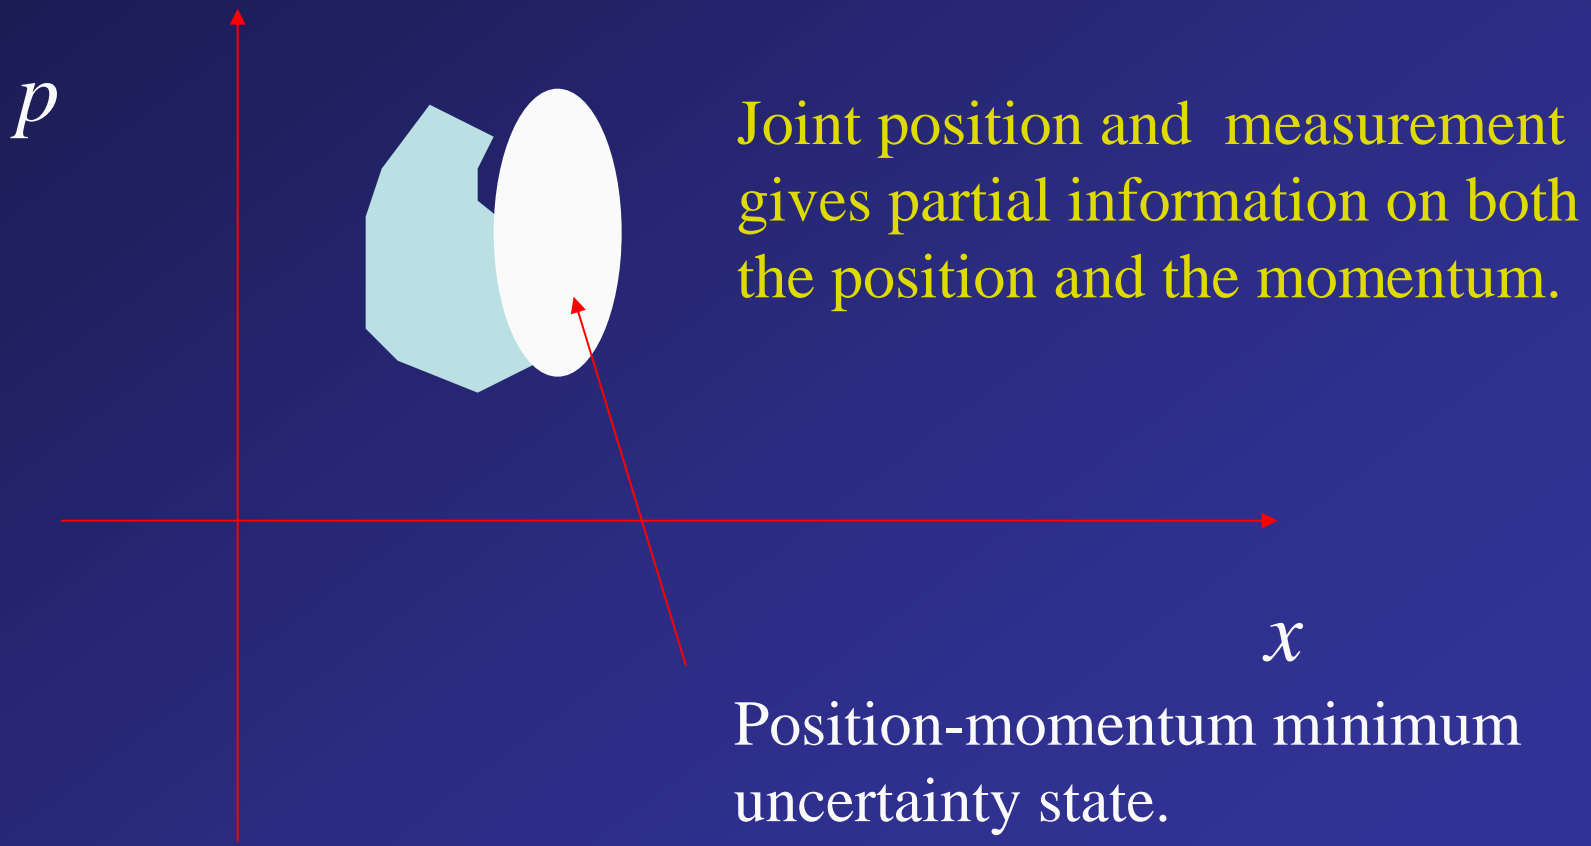 p
Joint position and measurement
gives partial information on both
the position and the momentum.
x
Position-momentum minimum
uncertainty state.